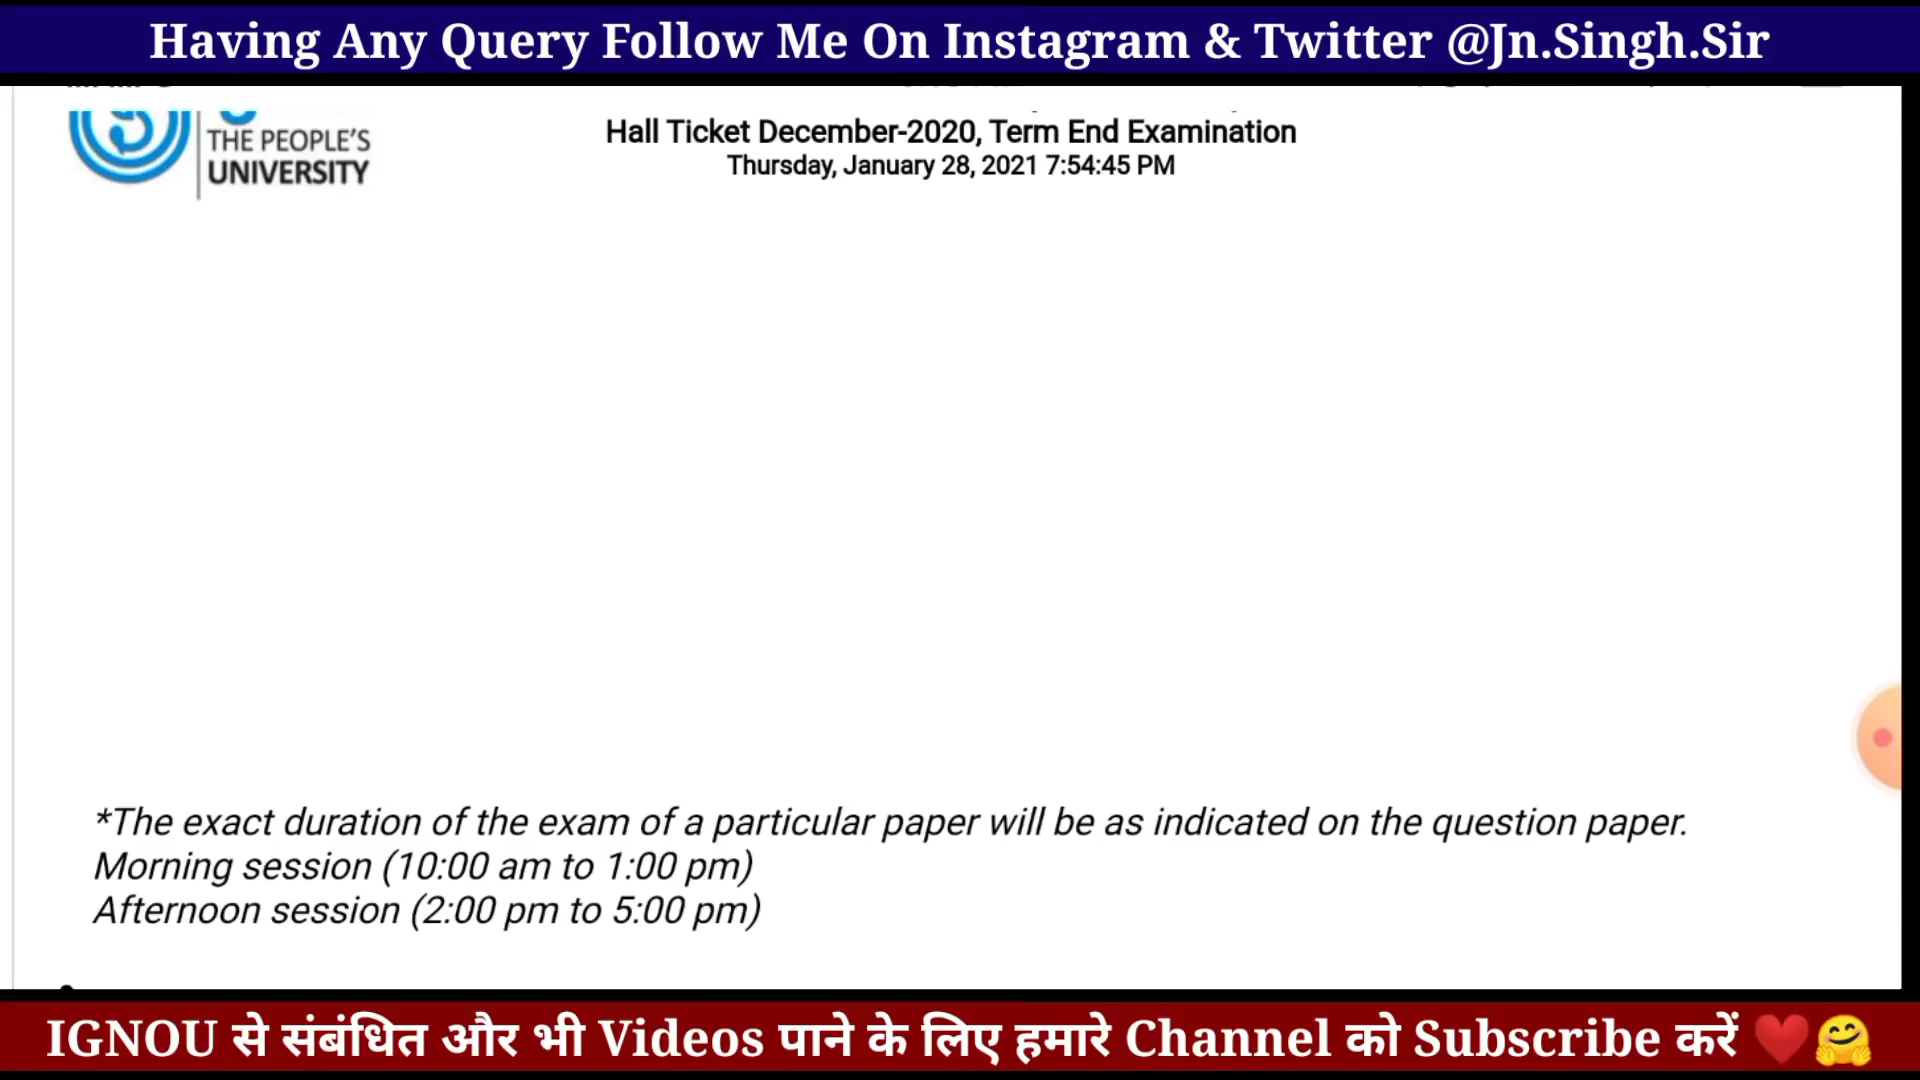 Having Any Query Follow Me On Instagram & Twitter @Jn.Singh.Sir
THE PEOPLE'S
UNIVERSITY
Hall Ticket December-2020, Term End Examination
Thursday, January 28, 2021 7:54:45 PM
*The exact duration of the exam of a particular paper will be as indicated on the question paper.
Morning session (10:00 am to 1:00 pm)
Afternoon session (2:00 pm to 5:00 pm)
IGNOU से संबंधित और भी Videos पाने के लिए हमारे Channel को Subscribe करें ❤️🤗